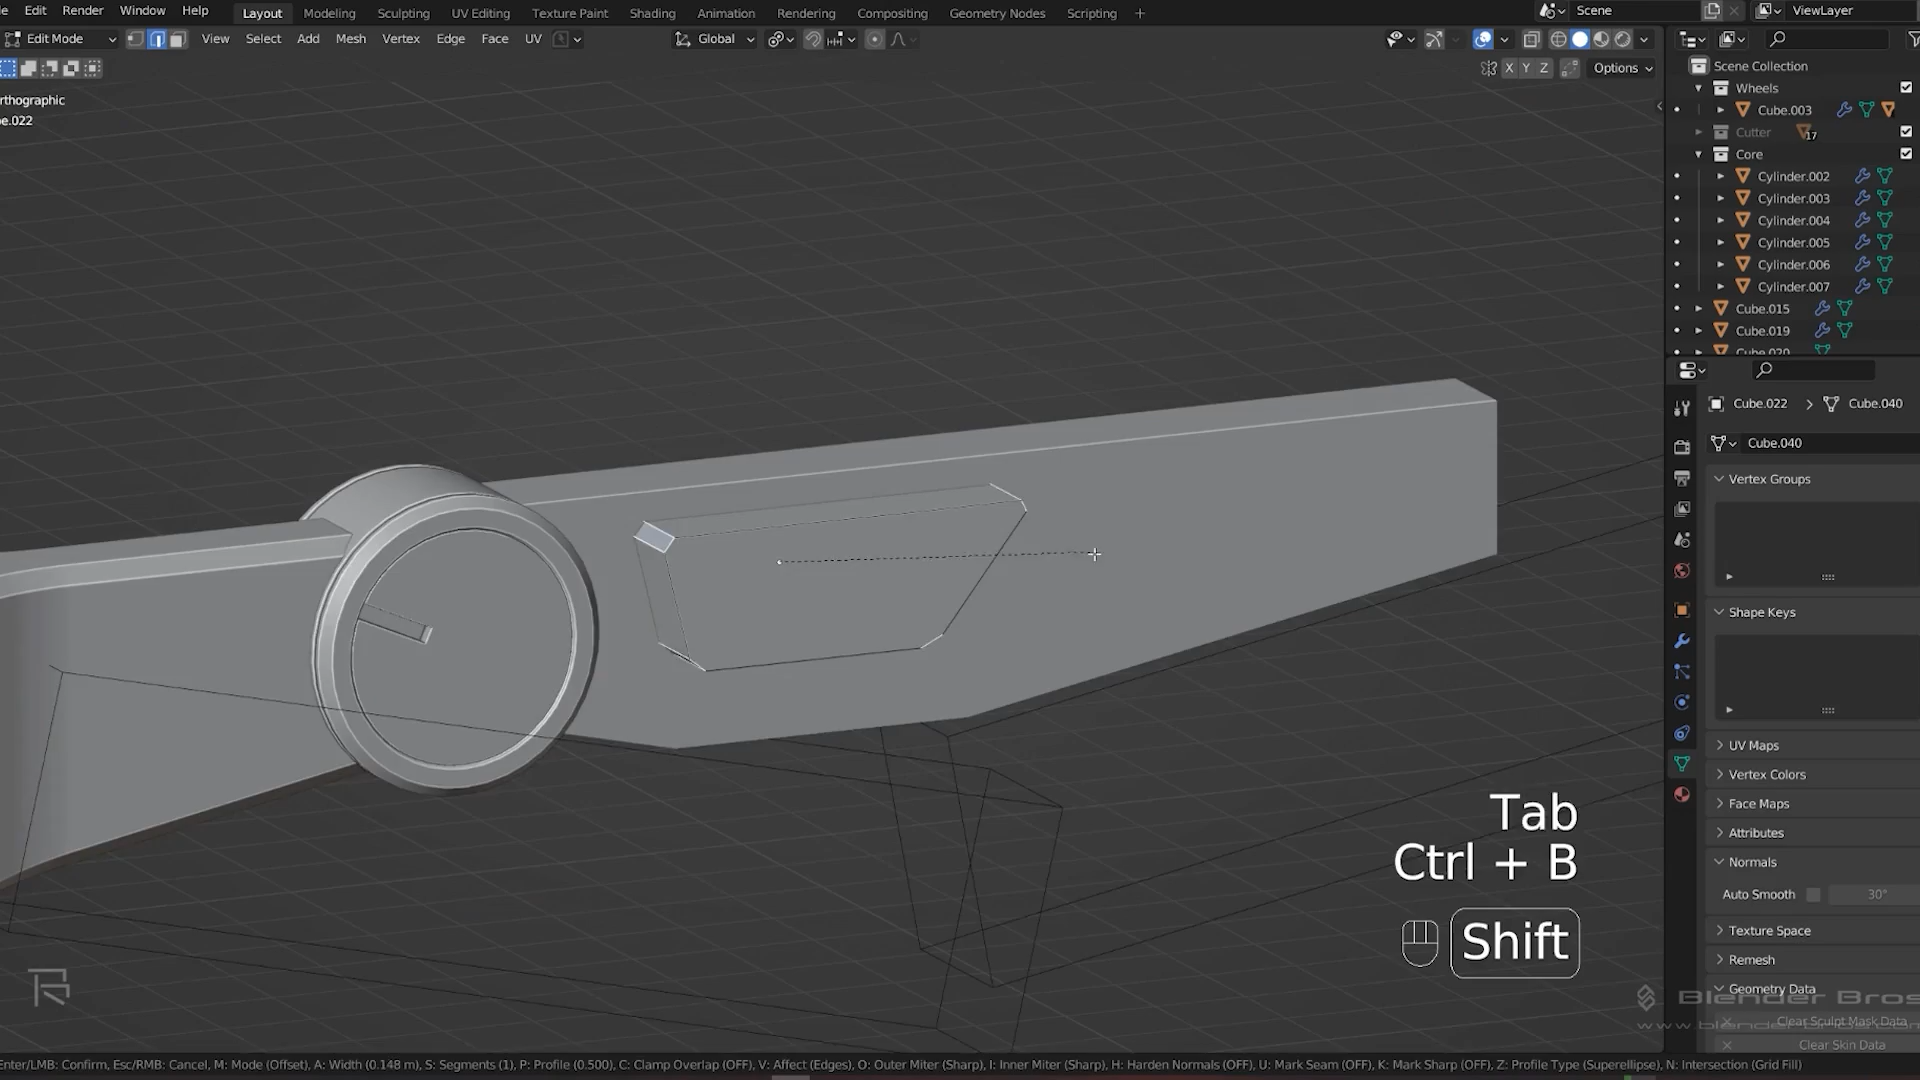 Edit Render Window Help Layout Modeling Sculpting UV Editing Texture Paint Shading Animation Rendering Compositing Geometry Nodes Scripting + Scene ViewLayer
Edit Mode View Select Add Mesh Vertex Edge Face UV Global
X Y Z Options
rthographic
e.022
Scene Collection
Wheels
Cube.003
Cutter 17
Core
Cylinder.002
Cylinder.003
Cylinder.004
Cylinder.005
Cylinder.006
Cylinder.007
Cube.015
Cube.019
Cube.020
Cube.022 > Cube.040
Cube.040
Vertex Groups
Shape Keys
UV Maps
Vertex Colors
Face Maps
Attributes
Normals
Auto Smooth 30°
Texture Space
Remesh
Geometry Data
Clear Sculpt Mask Data
Clear Skin Data
Tab
Ctrl + B
Shift
Blender Bros
www.blender
Enter/LMB: Confirm, Esc/RMB: Cancel, M: Mode (Offset), A: Width (0.148 m), S: Segments (1), P: Profile (0.500), C: Clamp Overlap (OFF), V: Affect (Edges), O: Outer Miter (Sharp), I: Inner Miter (Sharp), H: Harden Normals (OFF), U: Mark Seam (OFF), K: Mark Sharp (OFF), Z: Profile Type (Superellipse), N: Intersection (Grid Fill)